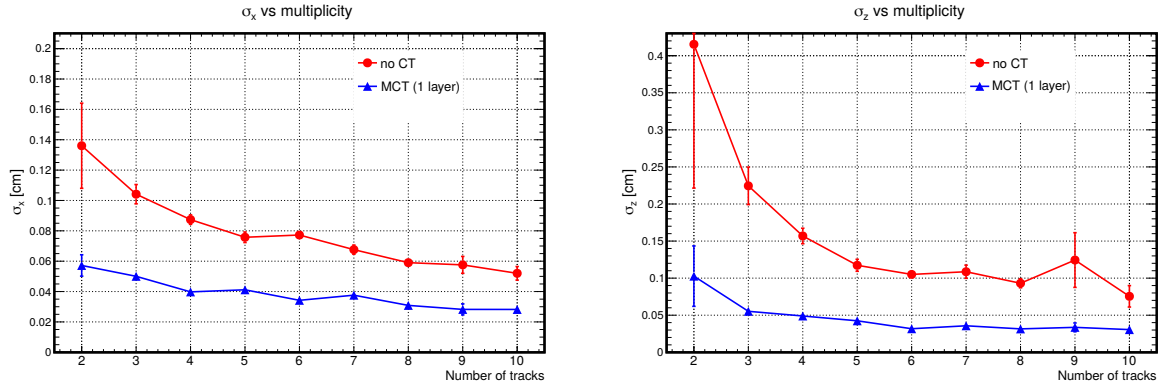 σx vs multiplicity
σx [cm]
0.2
0.18
0.16
0.14
0.12
0.1
0.08
0.06
0.04
0.02
0
no CT
MCT (1 layer)
2 3 4 5 6 7 8 9 10
Number of tracks
σz vs multiplicity
σz [cm]
0.4
0.35
0.3
0.25
0.2
0.15
0.1
0.05
0
no CT
MCT (1 layer)
2 3 4 5 6 7 8 9 10
Number of tracks